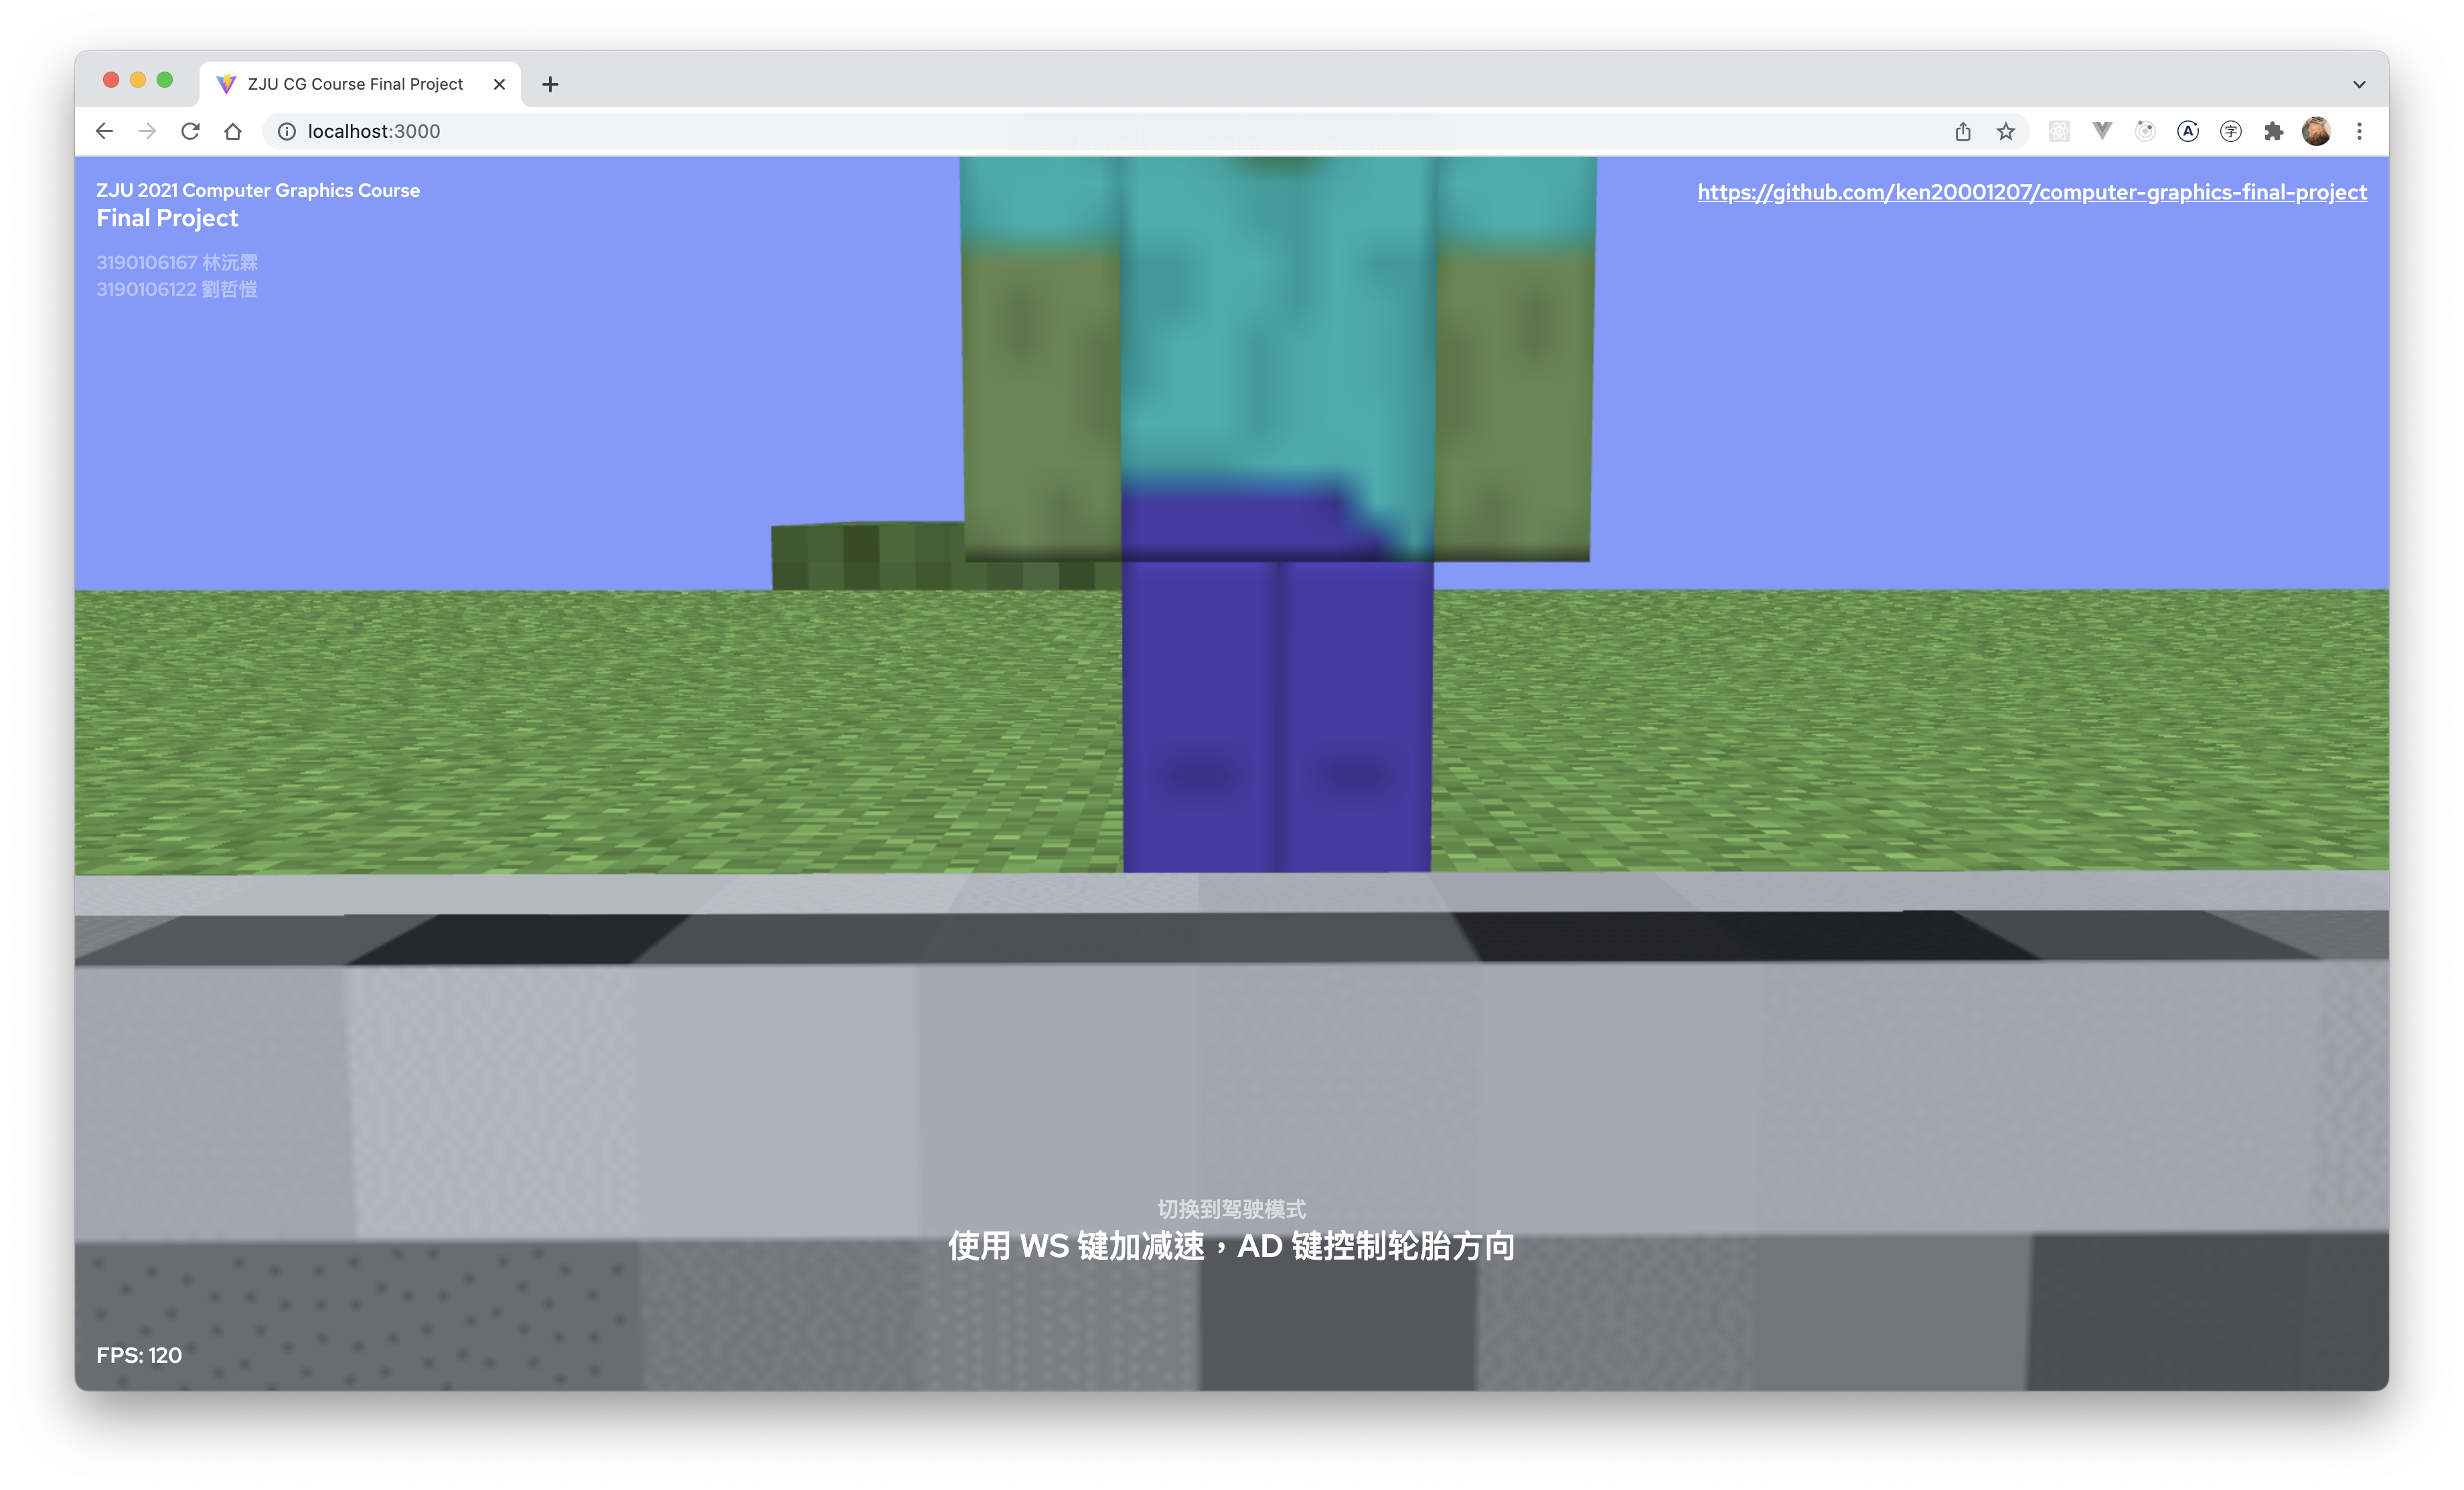 ZJU CG Course Final Project
localhost:3000
ZJU 2021 Computer Graphics Course
Final Project
3190106167 林沅霖
3190106122 劉哲愷
https://github.com/ken20001207/computer-graphics-final-project
切换到驾驶模式
使用 WS 键加减速，AD 键控制轮胎方向
FPS: 120